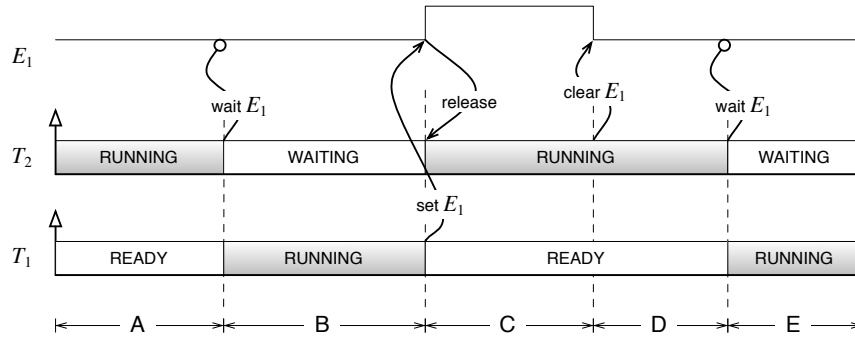 E1
wait E1
release
clear E1
wait E1
T2
RUNNING
WAITING
RUNNING
WAITING
set E1
T1
READY
RUNNING
READY
RUNNING
A
B
C
D
E